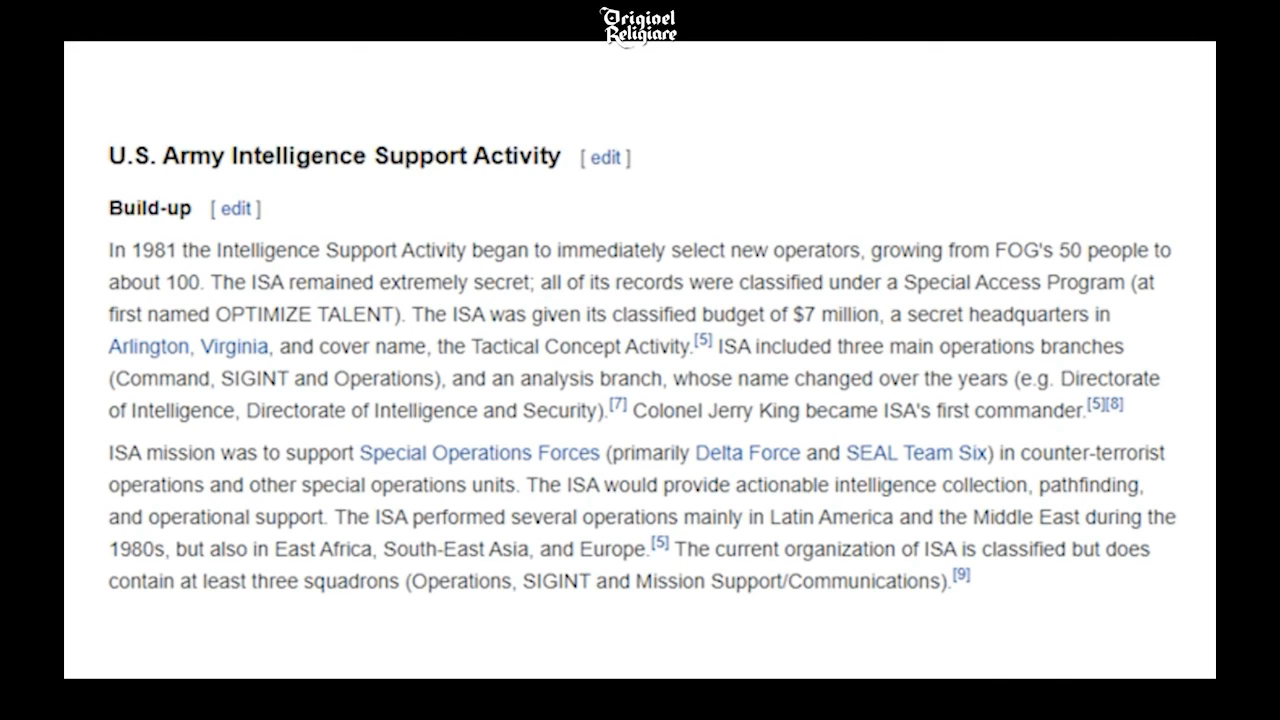 Origioel
Religiare
U.S. Army Intelligence Support Activity [ edit ]
Build-up [ edit ]
In 1981 the Intelligence Support Activity began to immediately select new operators, growing from FOG's 50 people to
about 100. The ISA remained extremely secret; all of its records were classified under a Special Access Program (at
first named OPTIMIZE TALENT). The ISA was given its classified budget of $7 million, a secret headquarters in
Arlington, Virginia, and cover name, the Tactical Concept Activity.[5] ISA included three main operations branches
(Command, SIGINT and Operations), and an analysis branch, whose name changed over the years (e.g. Directorate
of Intelligence, Directorate of Intelligence and Security).[7] Colonel Jerry King became ISA's first commander.[5][8]
ISA mission was to support Special Operations Forces (primarily Delta Force and SEAL Team Six) in counter-terrorist
operations and other special operations units. The ISA would provide actionable intelligence collection, pathfinding,
and operational support. The ISA performed several operations mainly in Latin America and the Middle East during the
1980s, but also in East Africa, South-East Asia, and Europe.[5] The current organization of ISA is classified but does
contain at least three squadrons (Operations, SIGINT and Mission Support/Communications).[9]